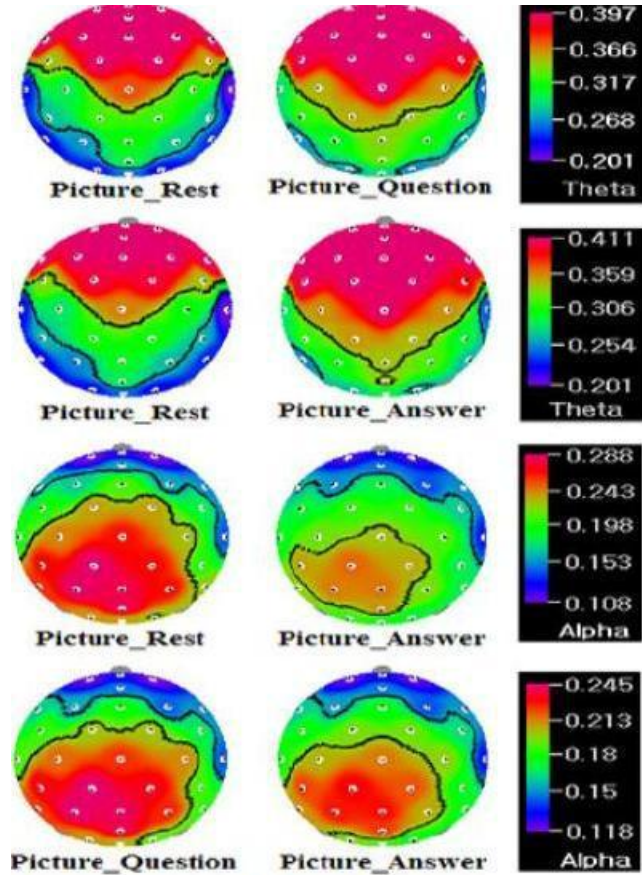 0.397
0.366
0.317
0.268
0.201
Theta
Picture_Rest
Picture_Question
0.411
0.359
0.306
0.254
0.201
Theta
Picture_Rest
Picture_Answer
0.288
0.243
0.198
0.153
0.108
Alpha
Picture_Rest
Picture_Answer
0.245
0.213
0.18
0.15
0.118
Alpha
Picture_Question
Picture_Answer